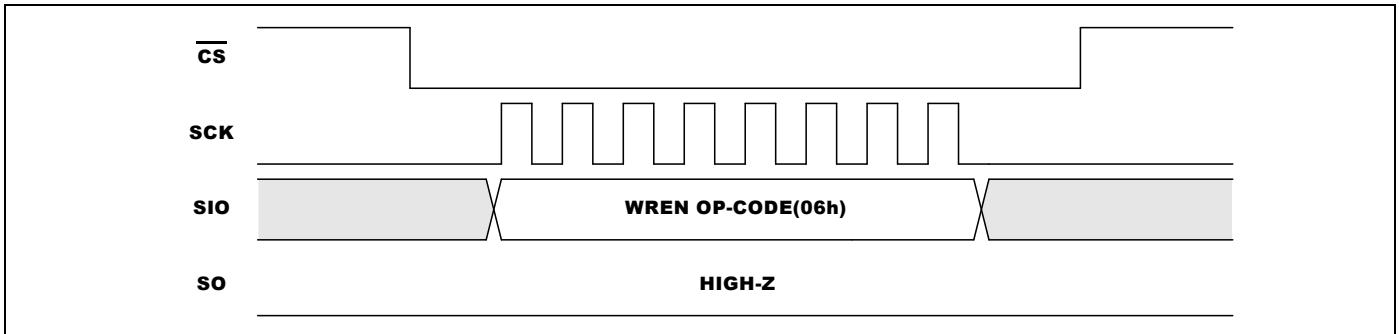 CS
SCK
SIO
WREN OP-CODE(06h)
SO
HIGH-Z